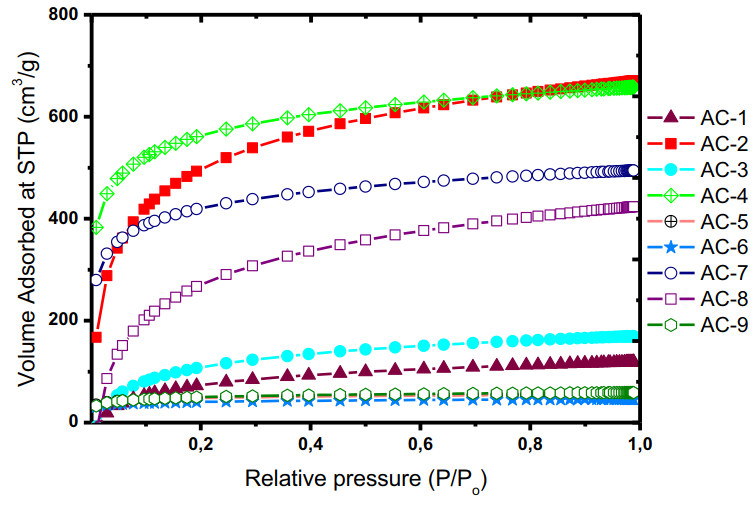 Volume Adsorbed at STP (cm³/g)
800
600
400
200
0
0,2
0,4
0,6
0,8
1,0
Relative pressure (P/P₀)
AC-1
AC-2
AC-3
AC-4
AC-5
AC-6
AC-7
AC-8
AC-9